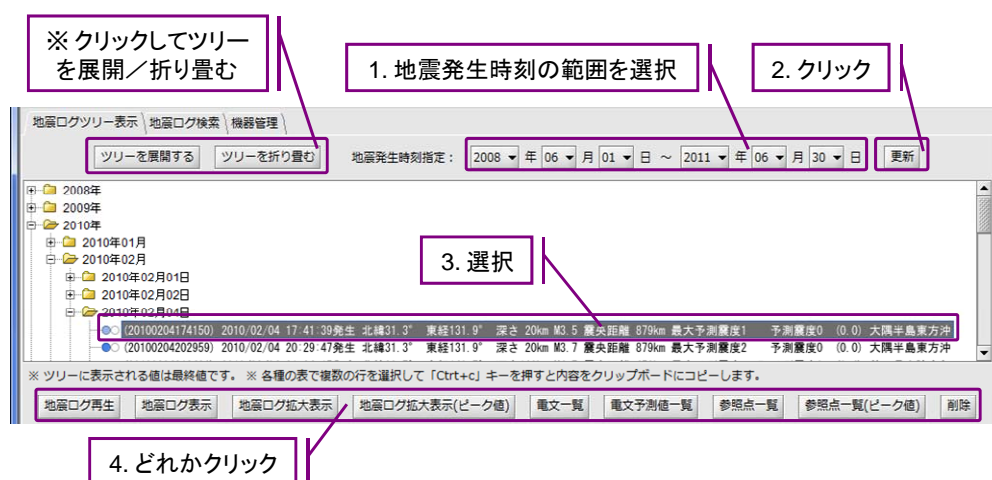 ※ クリックしてツリー
を展開／折り畳む
1. 地震発生時刻の範囲を選択
2. クリック
地震ログツリー表示 地震ログ検索 機器管理
ツリーを展開する ツリーを折り畳む 地震発生時刻指定： 2008 年 06 月 01 日 ～ 2011 年 06 月 30 日 更新
2008年
2009年
2010年
2010年01月
2010年02月
3. 選択
2010年02月01日
2010年02月02日
2010年02月04日
(20100204174150) 2010/02/04 17:41:39発生 北緯31.3° 東経131.9° 深さ 20km M3.5 震央距離 879km 最大予測震度1 予測震度0 (0.0) 大隅半島東方沖
(20100204202959) 2010/02/04 20:29:47発生 北緯31.3° 東経131.9° 深さ 20km M3.7 震央距離 879km 最大予測震度2 予測震度0 (0.0) 大隅半島東方沖
※ ツリーに表示される値は最終値です。 ※ 各種の表で複数の行を選択して「Ctrt+c」キーを押すと内容をクリップボードにコピーします。
地震ログ再生 地震ログ表示 地震ログ拡大表示 地震ログ拡大表示(ピーク値) 電文一覧 電文予測値一覧 参照点一覧 参照点一覧(ピーク値) 削除
4. どれかクリック